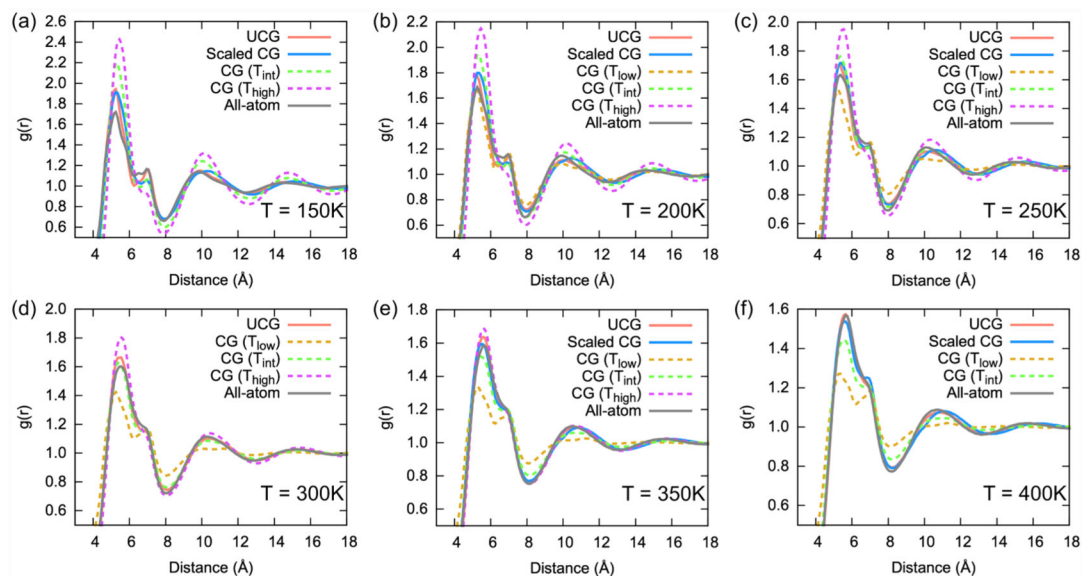 (a)
g(r)
2.6
2.4
2.2
2.0
1.8
1.6
1.4
1.2
1.0
0.8
0.6
UCG
Scaled CG
CG (Tint)
CG (Thigh)
All-atom
T = 150K
4 6 8 10 12 14 16 18
Distance (Å)
(b)
g(r)
2.2
2.0
1.8
1.6
1.4
1.2
1.0
0.8
0.6
UCG
Scaled CG
CG (Tlow)
CG (Tint)
CG (Thigh)
All-atom
T = 200K
4 6 8 10 12 14 16 18
Distance (Å)
(c)
g(r)
2.0
1.8
1.6
1.4
1.2
1.0
0.8
0.6
UCG
Scaled CG
CG (Tlow)
CG (Tint)
CG (Thigh)
All-atom
T = 250K
4 6 8 10 12 14 16 18
Distance (Å)
(d)
g(r)
2.0
1.8
1.6
1.4
1.2
1.0
0.8
0.6
UCG
CG (Tlow)
CG (Tint)
CG (Thigh)
All-atom
T = 300K
4 6 8 10 12 14 16 18
Distance (Å)
(e)
g(r)
1.8
1.6
1.4
1.2
1.0
0.8
0.6
UCG
Scaled CG
CG (Tlow)
CG (Tint)
CG (Thigh)
All-atom
T = 350K
4 6 8 10 12 14 16 18
Distance (Å)
(f)
g(r)
1.6
1.4
1.2
1.0
0.8
0.6
UCG
Scaled CG
CG (Tlow)
CG (Tint)
All-atom
T = 400K
4 6 8 10 12 14 16 18
Distance (Å)